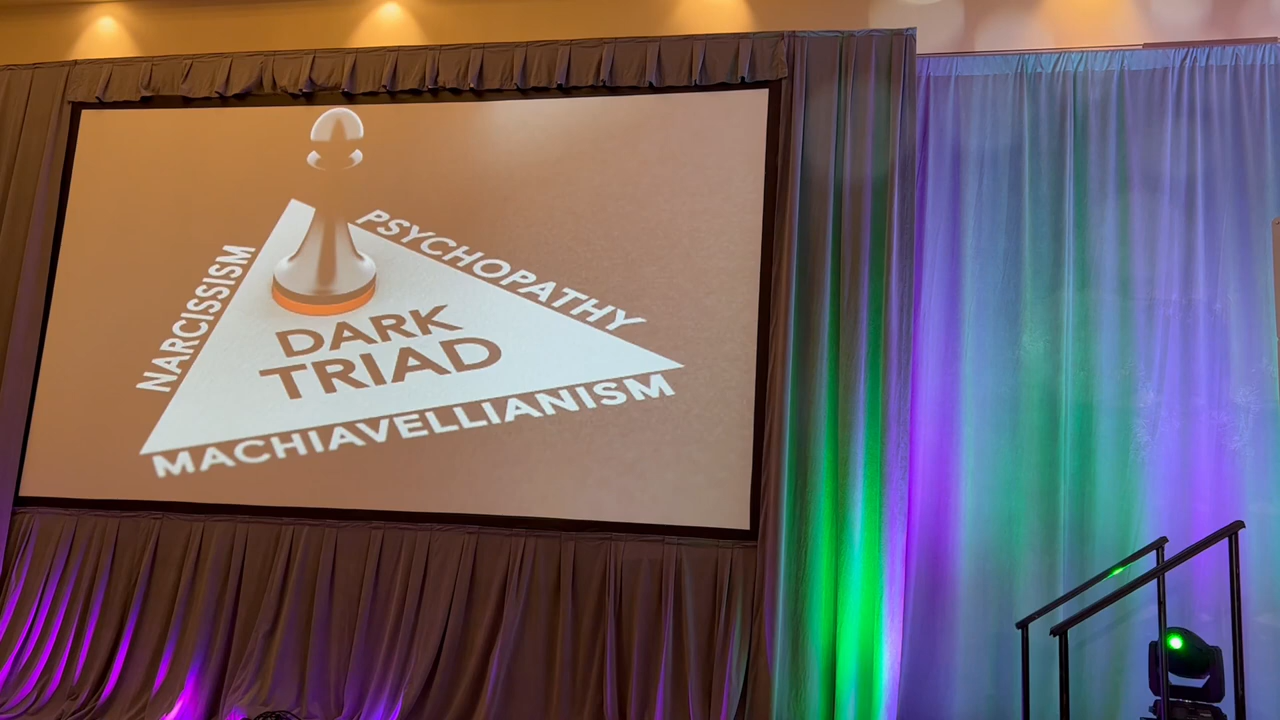 NARCISSISM
PSYCHOPATHY
DARK
TRIAD
MACHIAVELLIANISM